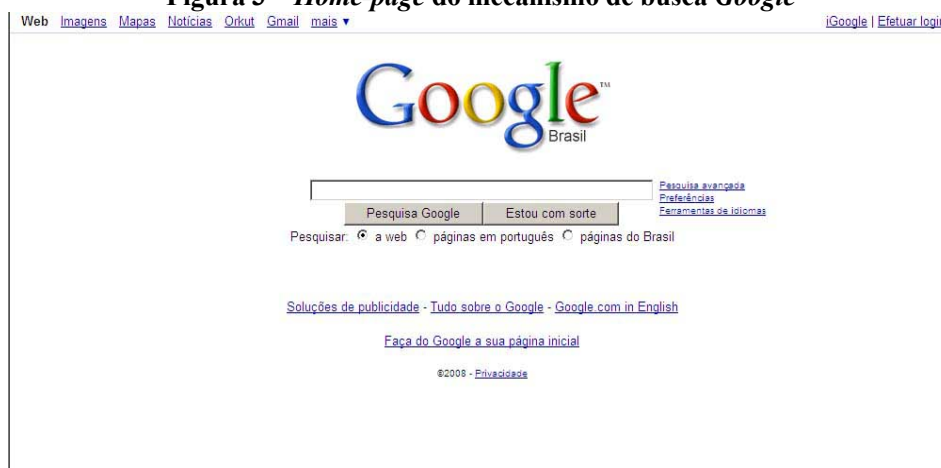 Figura 3 – Home page do mecanismo de busca Google
Web Imagens Mapas Notícias Orkut Gmail mais ▼ iGoogle | Efetuar login
Google™
Brasil
Pesquisa avançada
Preferências
Ferramentas de idiomas
Pesquisa Google Estou com sorte
Pesquisar: a web páginas em português páginas do Brasil
Soluções de publicidade - Tudo sobre o Google - Google.com in English
Faça do Google a sua página inicial
©2008 - Privacidade